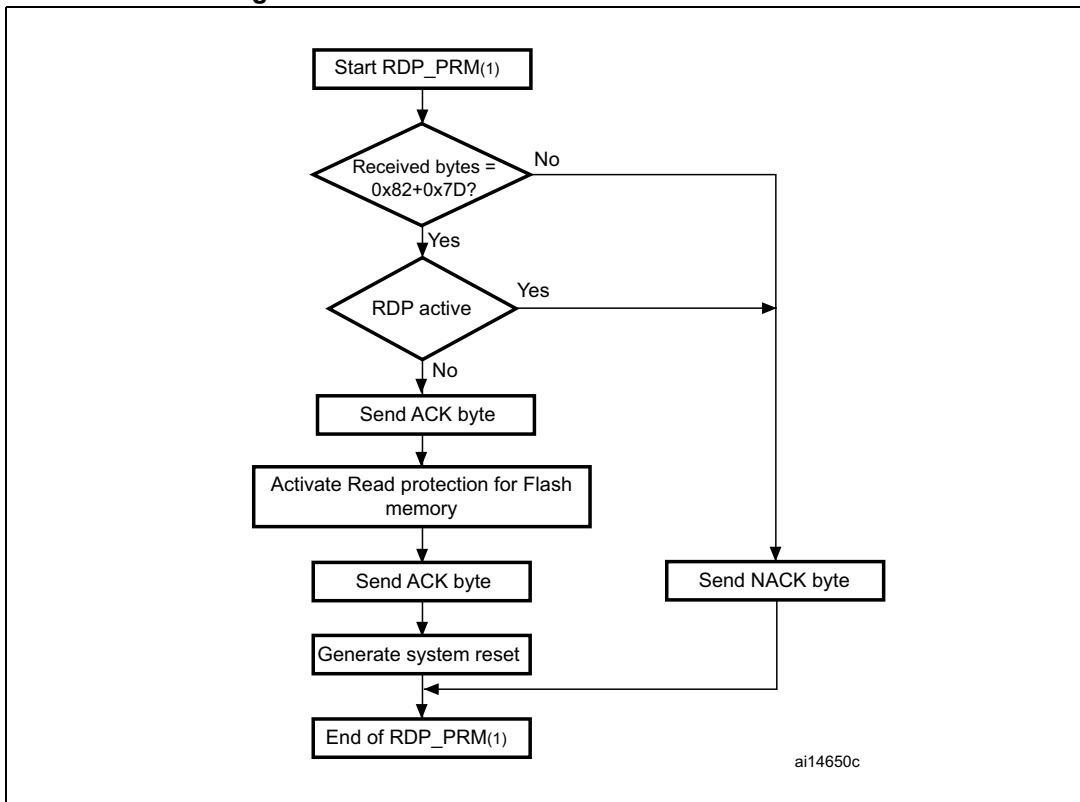 Start RDP_PRM(1)
Received bytes =
0x82+0x7D?
No
Yes
RDP active
Yes
No
Send ACK byte
Activate Read protection for Flash
memory
Send ACK byte
Send NACK byte
Generate system reset
End of RDP_PRM(1)
ai14650c